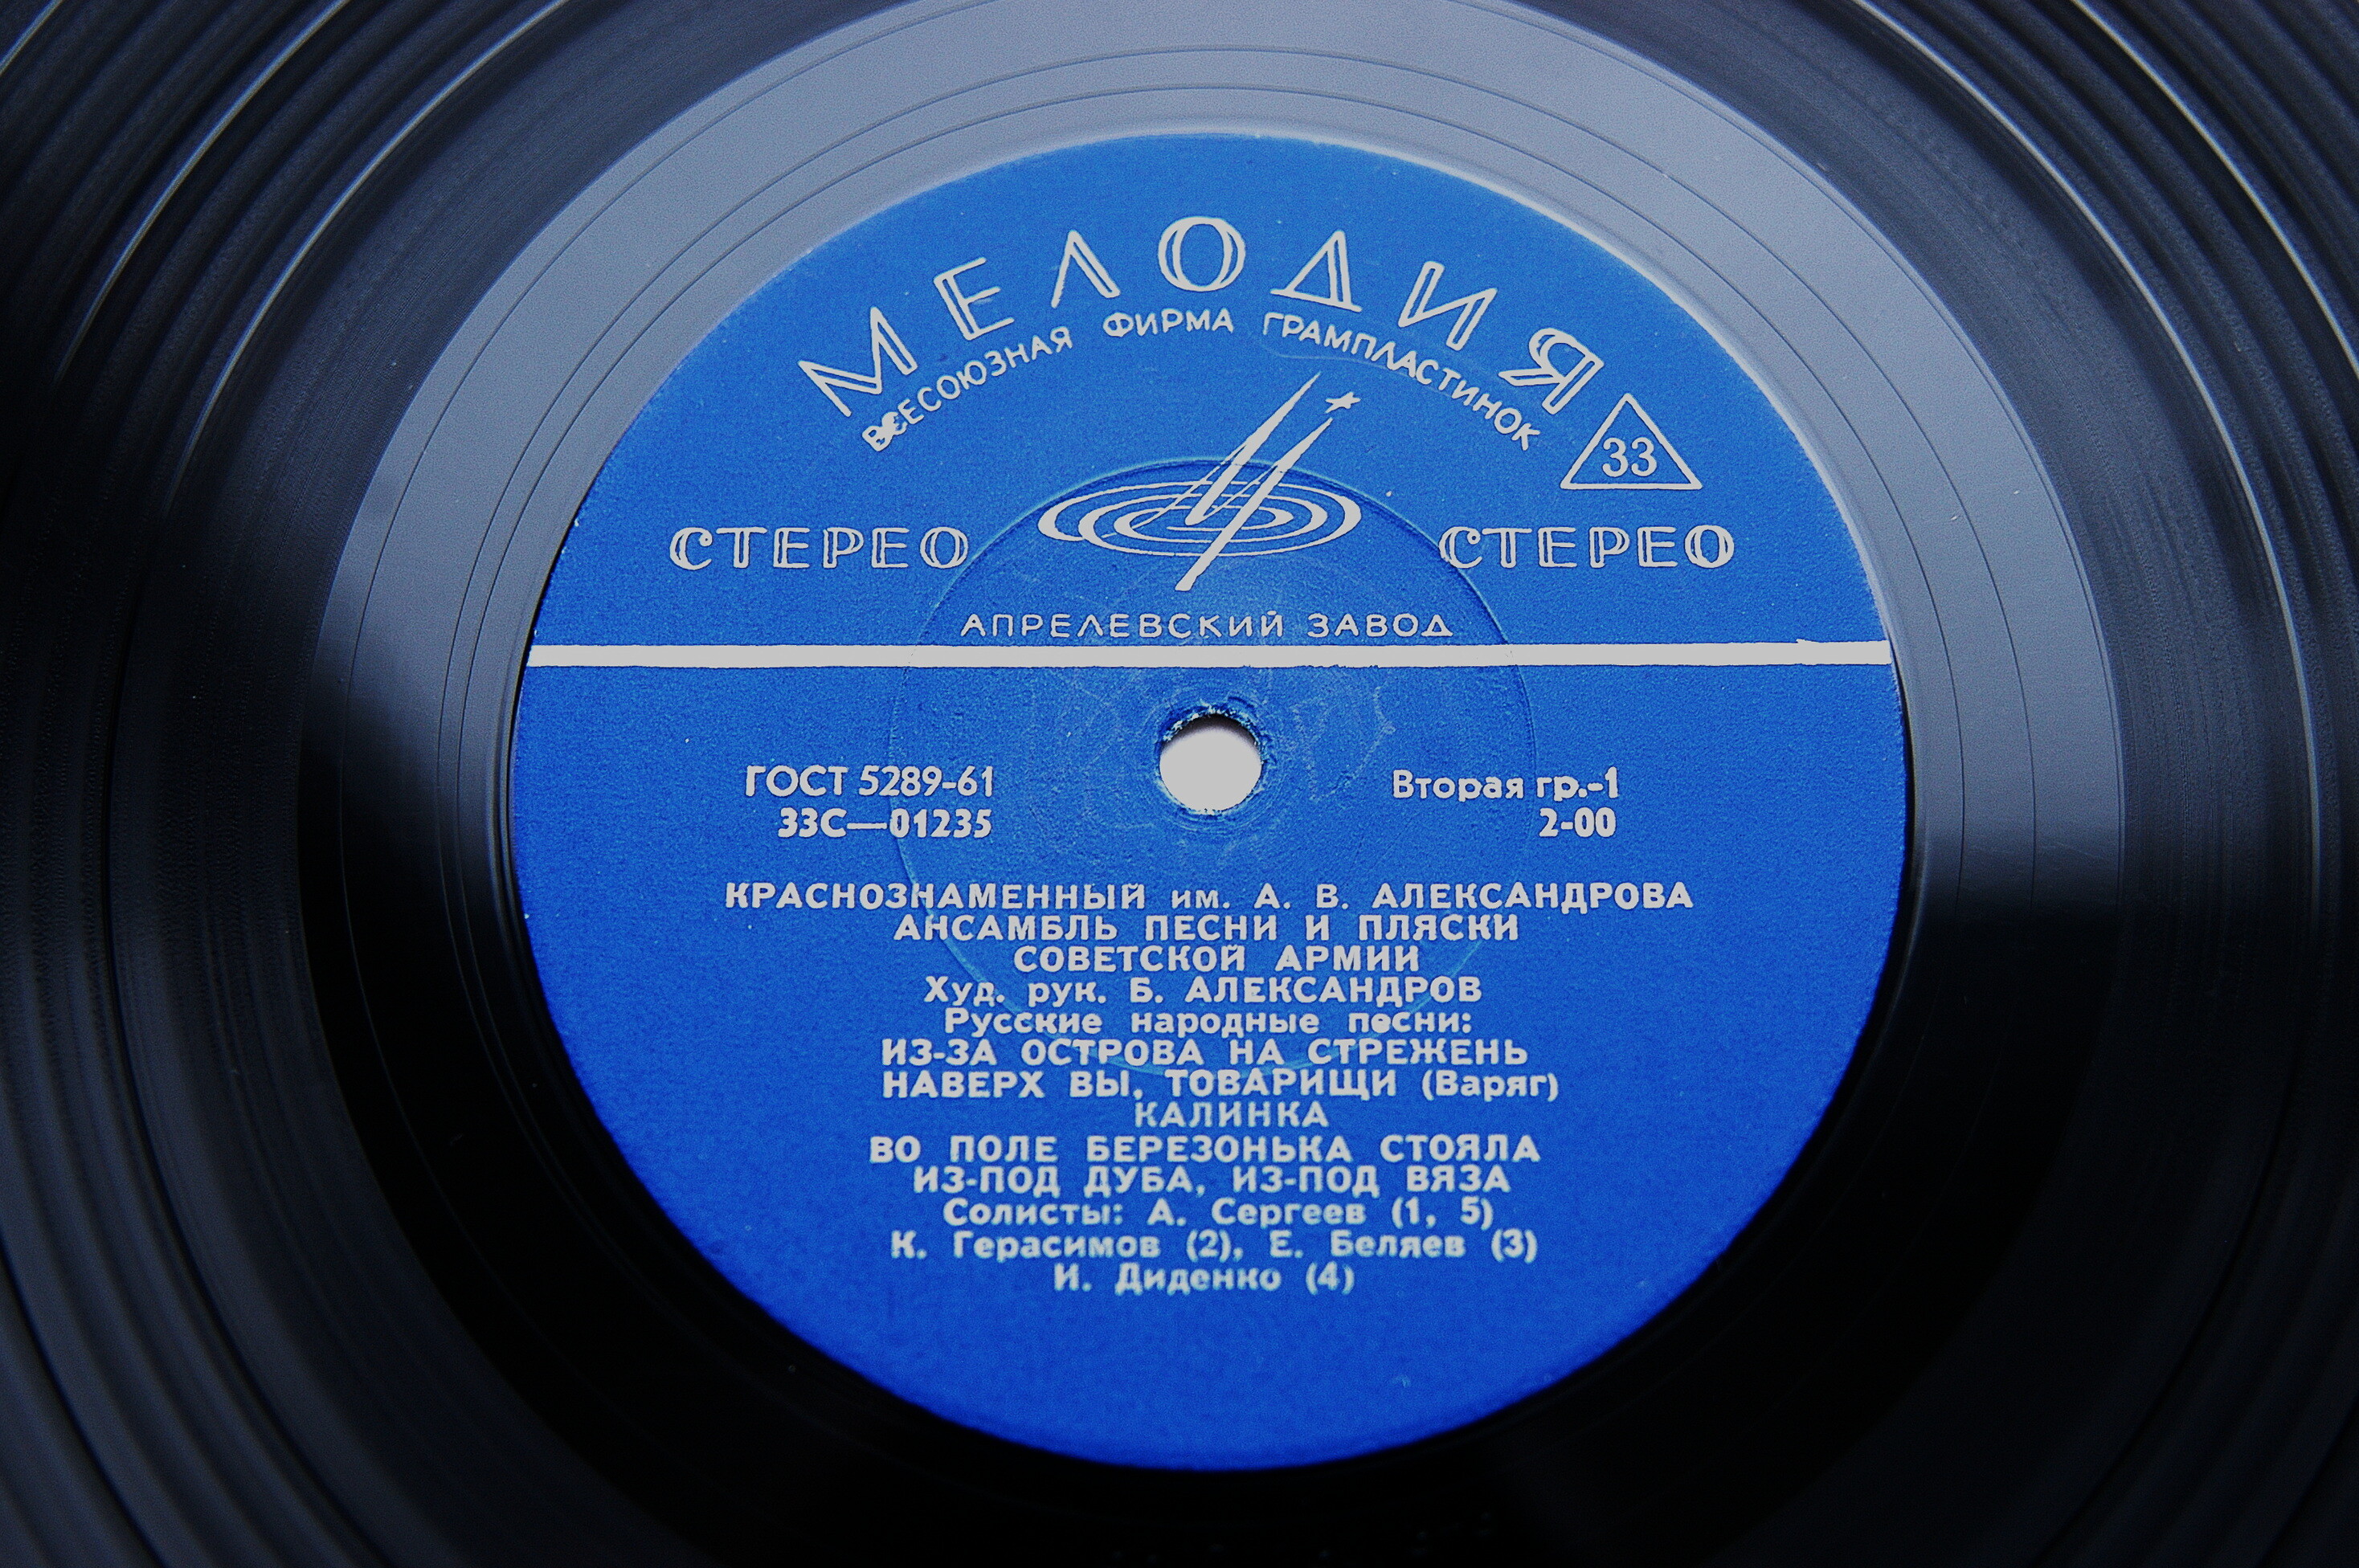 МЕЛОДИЯ
ВСЕСОЮЗНАЯ ФИРМА ГРАМПЛАСТИНОК
33
СТЕРЕО СТЕРЕО
АПРЕЛЕВСКИЙ ЗАВОД
ГОСТ 5289-61 Вторая гр.-1
33С—01235 2-00
КРАСНОЗНАМЕННЫЙ им. А. В. АЛЕКСАНДРОВА
АНСАМБЛЬ ПЕСНИ И ПЛЯСКИ
СОВЕТСКОЙ АРМИИ
Худ. рук. Б. АЛЕКСАНДРОВ
Русские народные песни:
ИЗ-ЗА ОСТРОВА НА СТРЕЖЕНЬ
НАВЕРХ ВЫ, ТОВАРИЩИ (Варяг)
КАЛИНКА
ВО ПОЛЕ БЕРЕЗОНЬКА СТОЯЛА
ИЗ-ПОД ДУБА, ИЗ-ПОД ВЯЗА
Солисты: А. Сергеев (1, 5)
К. Герасимов (2), Е. Беляев (3)
И. Диденко (4)